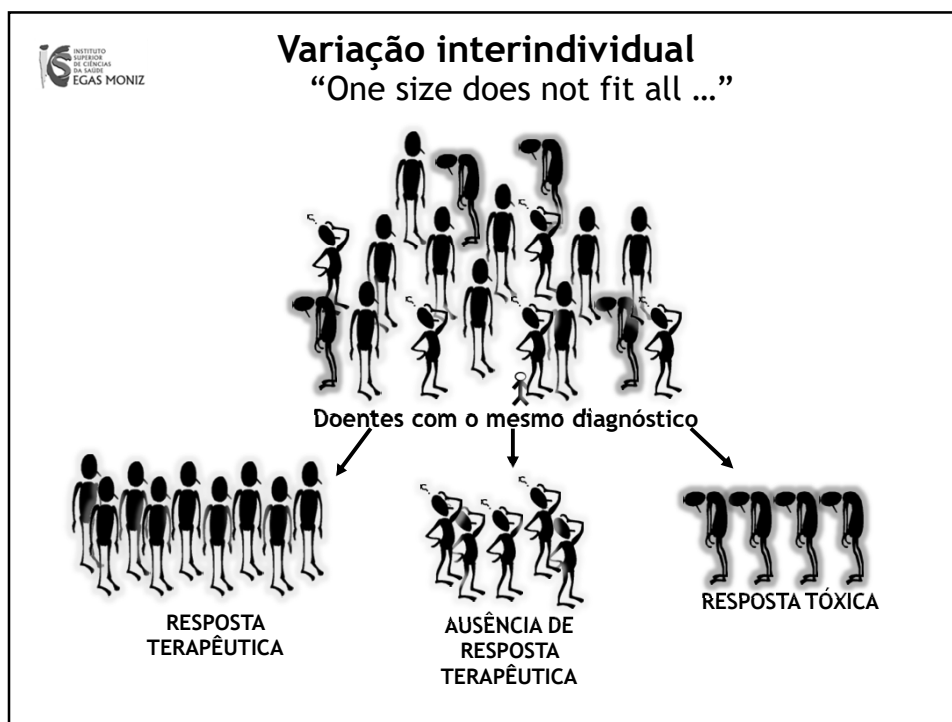 INSTITUTO
SUPERIOR
DE CIÊNCIAS
DA SAÚDE
EGAS MONIZ
Variação interindividual
“One size does not fit all …”
Doentes com o mesmo diagnóstico
RESPOSTA
TERAPÊUTICA
AUSÊNCIA DE
RESPOSTA
TERAPÊUTICA
RESPOSTA TÓXICA